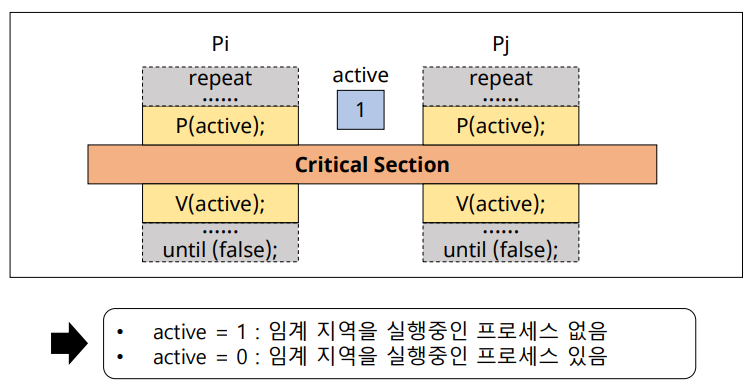 Pi
Pj
active
1
repeat
······
P(active);
repeat
······
P(active);
Critical Section
V(active);
······
until (false);
V(active);
······
until (false);
• active = 1 : 임계 지역을 실행중인 프로세스 없음
• active = 0 : 임계 지역을 실행중인 프로세스 있음